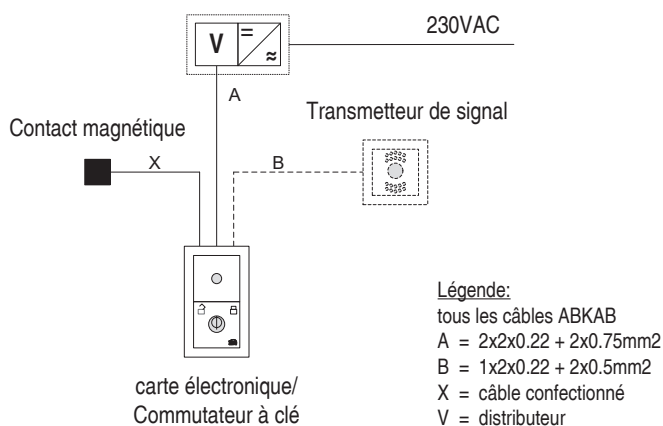 230VAC
V
A
Transmetteur de signal
Contact magnétique
X
B
Légende:
tous les câbles ABKAB
A = 2x2x0.22 + 2x0.75mm2
B = 1x2x0.22 + 2x0.5mm2
X = câble confectionné
V = distributeur
carte électronique/
Commutateur à clé